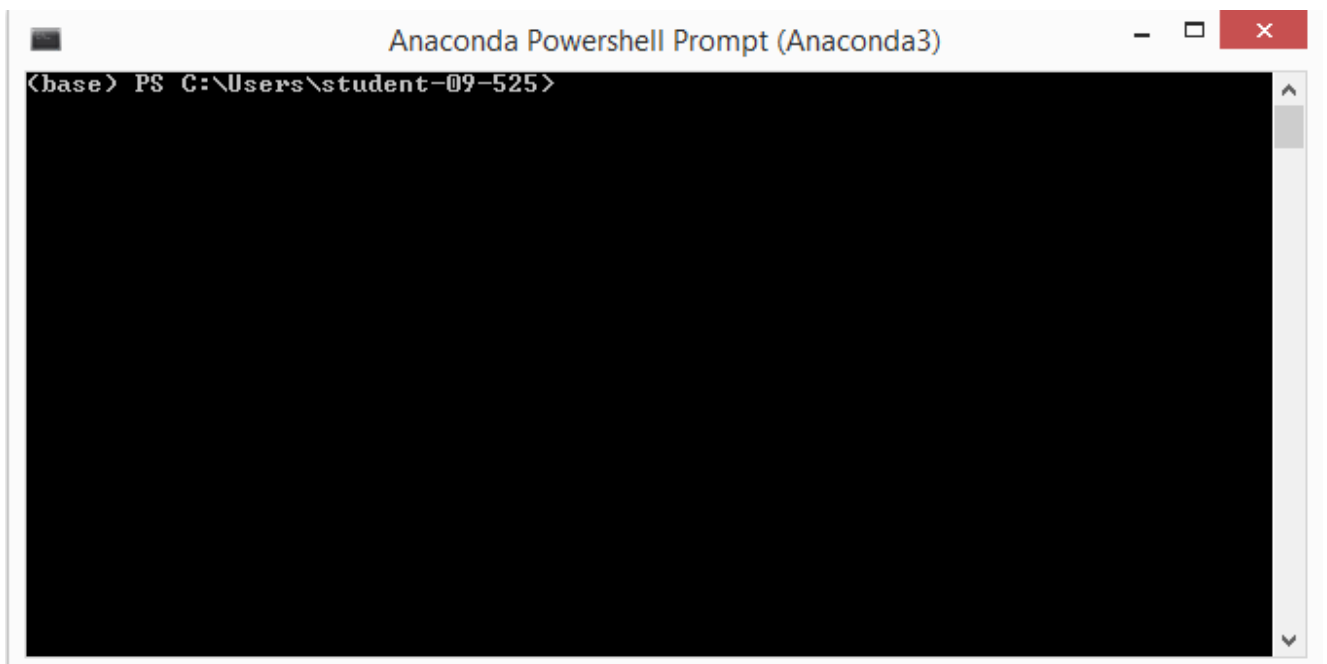 Anaconda Powershell Prompt (Anaconda3)
(base) PS C:\Users\student-09-525>